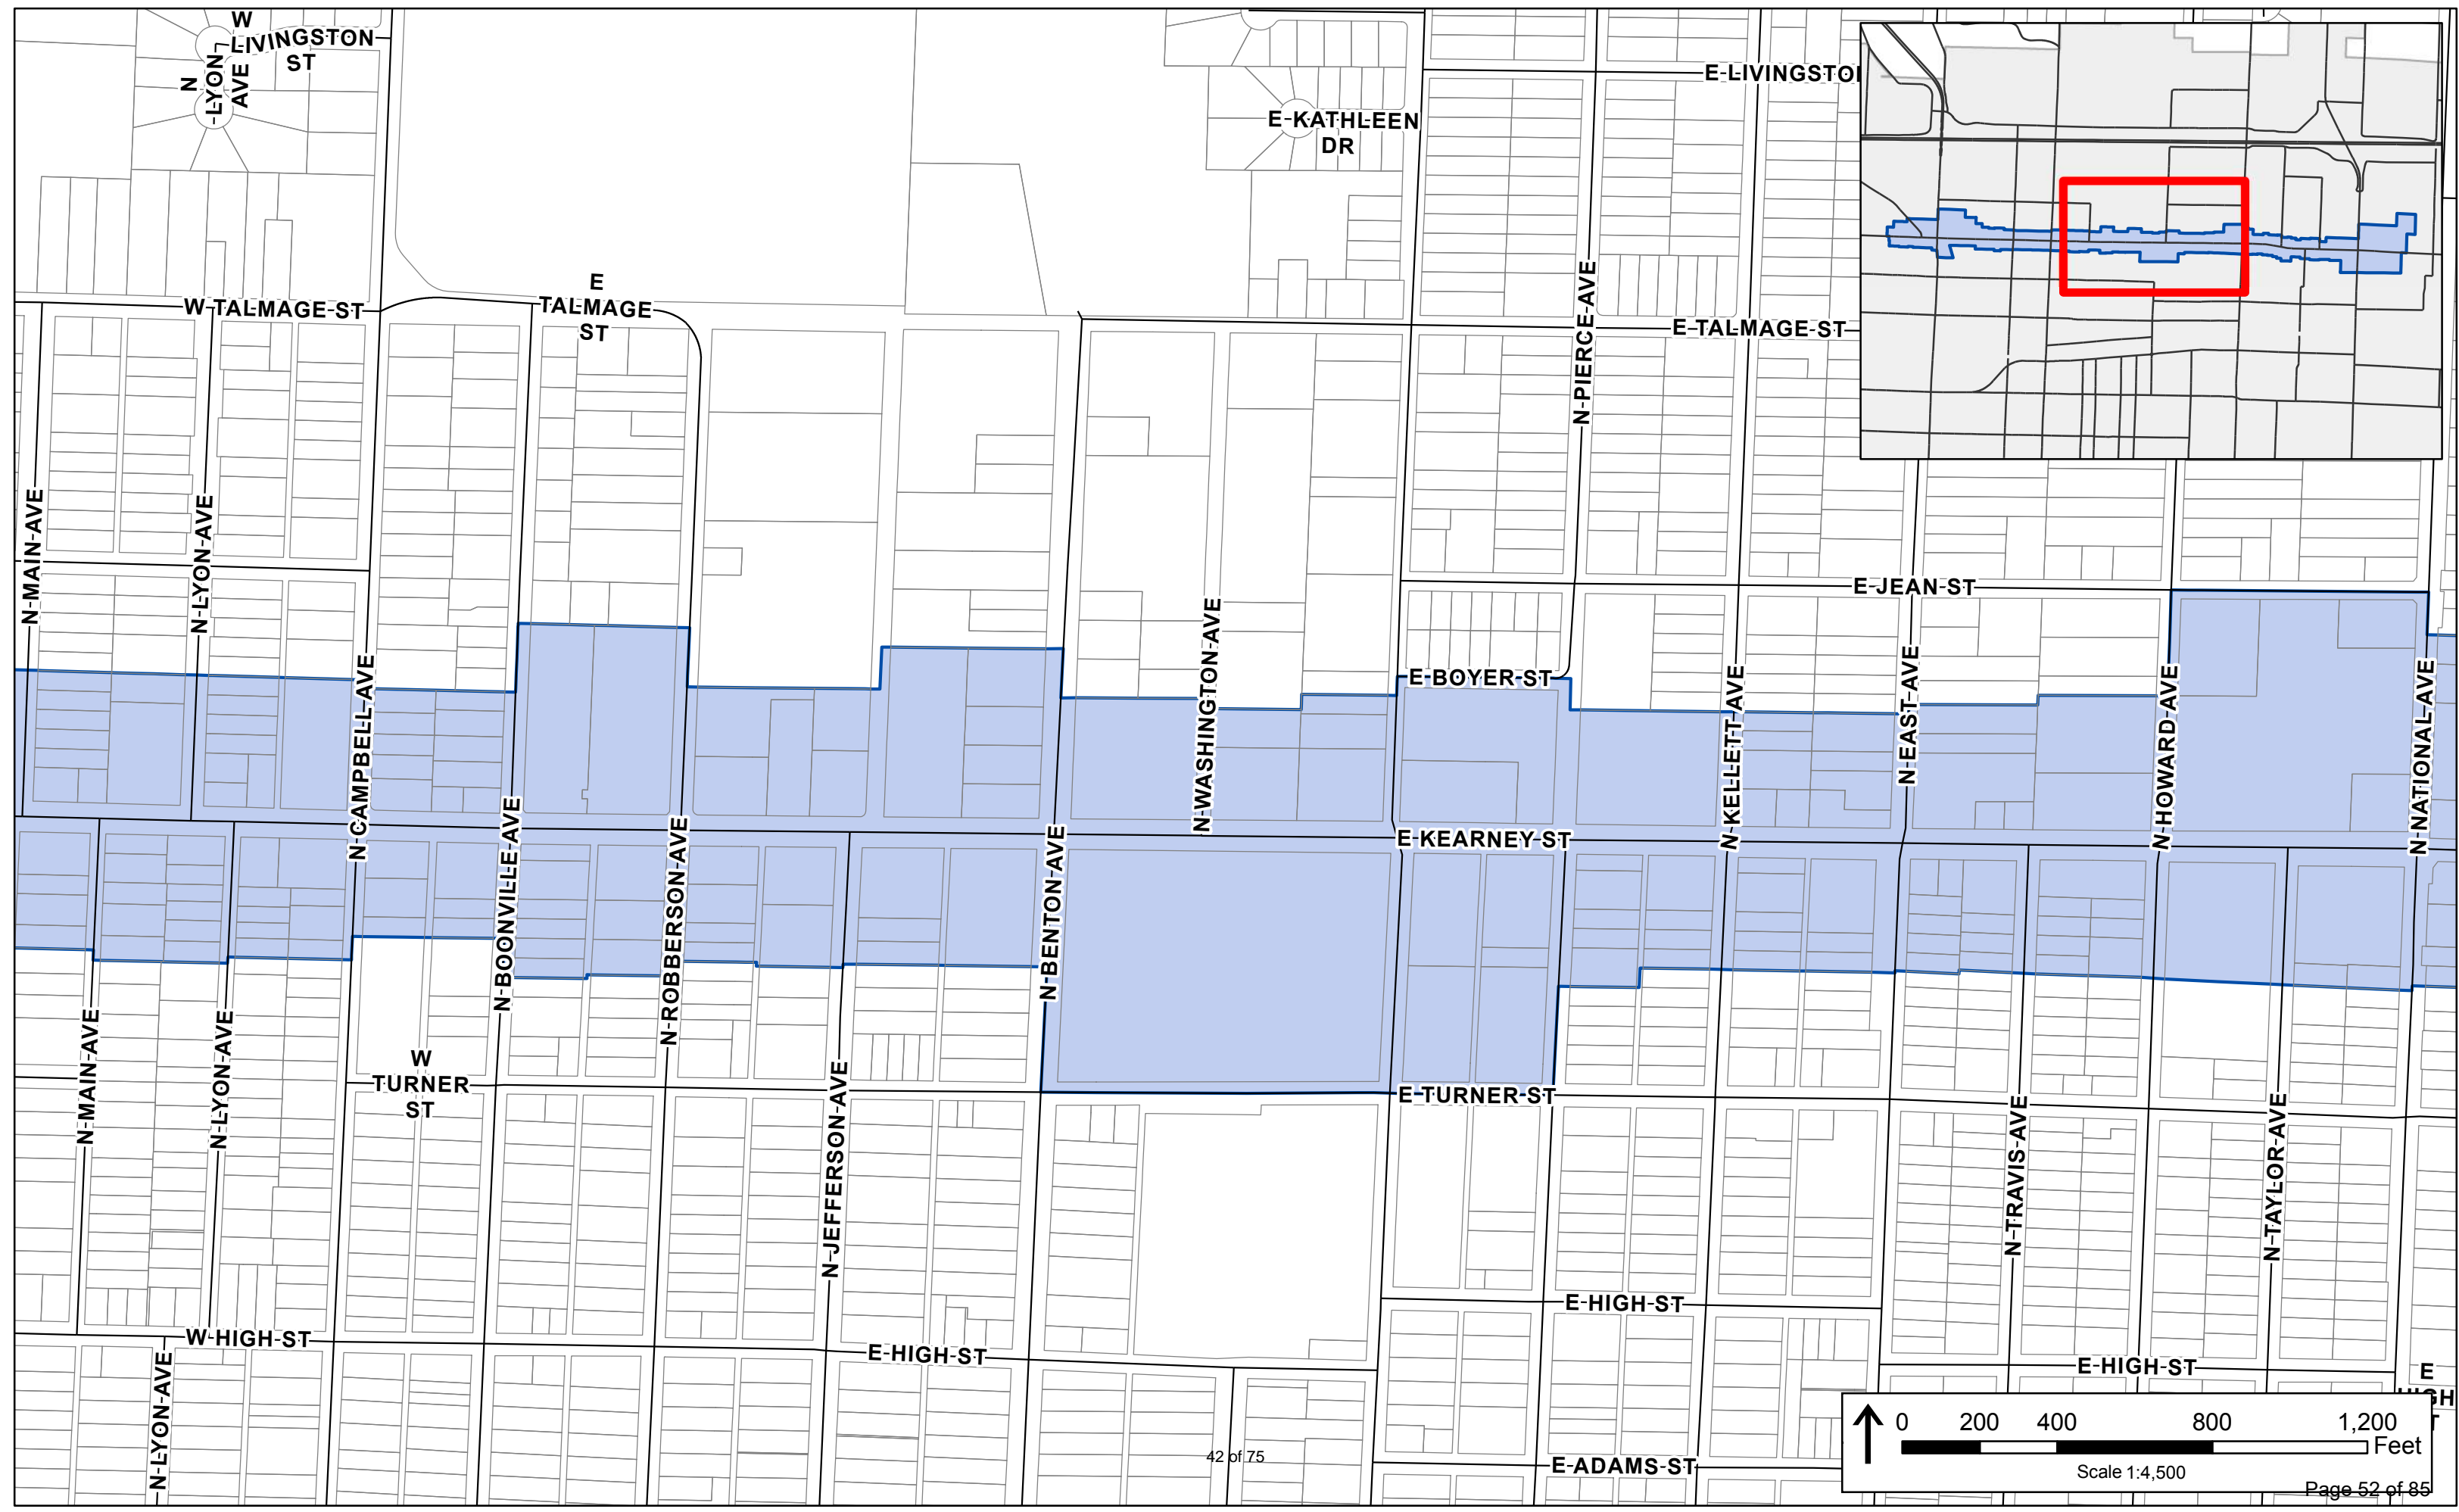 W
LIVINGSTON
ST
N
LYON
AVE
E LIVINGSTO
E KATHLEEN
DR
W TALMAGE ST
E
TALMAGE
ST
E TALMAGE ST
N PIERCE AVE
N MAIN AVE
N LYON AVE
E JEAN ST
N CAMPBELL AVE
N WASHINGTON AVE
E BOYER ST
N KELLETT AVE
N EAST AVE
N HOWARD AVE
N NATIONAL AVE
N BOONVILLE AVE
N ROBBERSON AVE
N BENTON AVE
E KEARNEY ST
N MAIN AVE
N LYON AVE
W
TURNER
ST
N JEFFERSON AVE
E TURNER ST
N TRAVIS AVE
N TAYLOR AVE
E HIGH ST
W HIGH ST
E HIGH ST
E HIGH ST
E
N LYON AVE
E ADAMS ST
0 200 400 800 1,200
Feet
Scale 1:4,500
42 of 75
Page 52 of 85